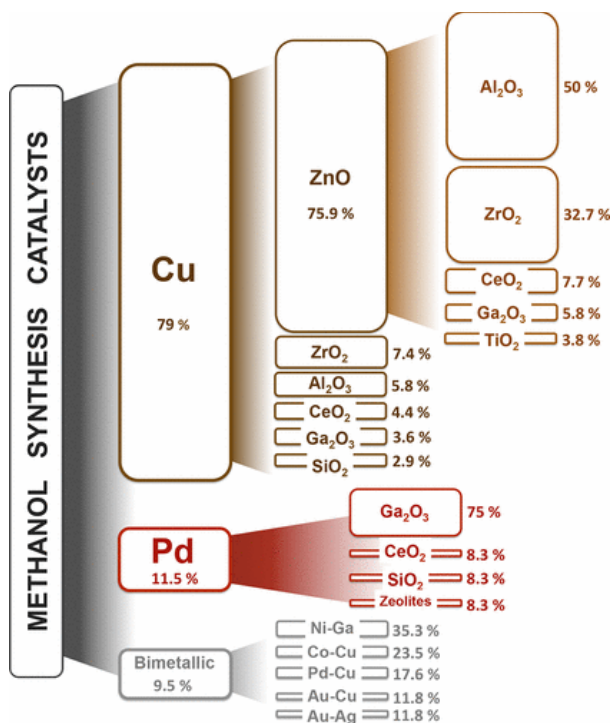 METHANOL SYNTHESIS CATALYSTS
Cu
79 %
ZnO
75.9 %
Al₂O₃ 50 %
ZrO₂ 32.7 %
CeO₂ 7.7 %
Ga₂O₃ 5.8 %
TiO₂ 3.8 %
ZrO₂ 7.4 %
Al₂O₃ 5.8 %
CeO₂ 4.4 %
Ga₂O₃ 3.6 %
SiO₂ 2.9 %
Pd
11.5 %
Ga₂O₃ 75 %
CeO₂ 8.3 %
SiO₂ 8.3 %
Zeolites 8.3 %
Bimetallic
9.5 %
Ni-Ga 35.3 %
Co-Cu 23.5 %
Pd-Cu 17.6 %
Au-Cu 11.8 %
Au-Ag 11.8 %